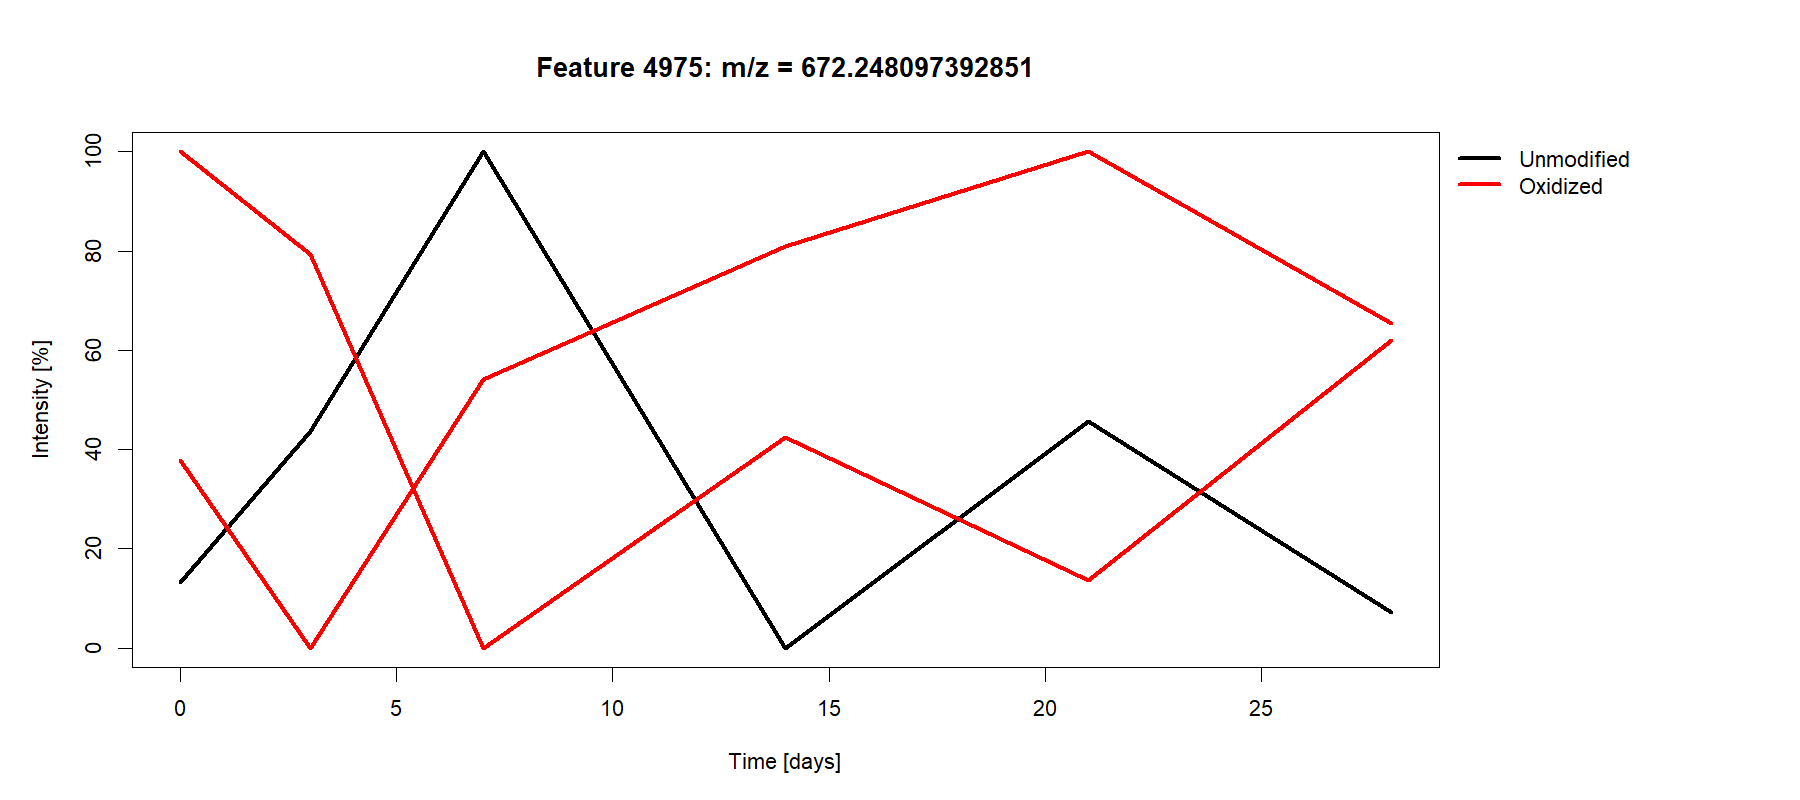 Feature 4975: m/z = 672.248097392851
Unmodified
Oxidized
Intensity [%]
100
80
60
40
20
0
0 5 10 15 20 25
Time [days]